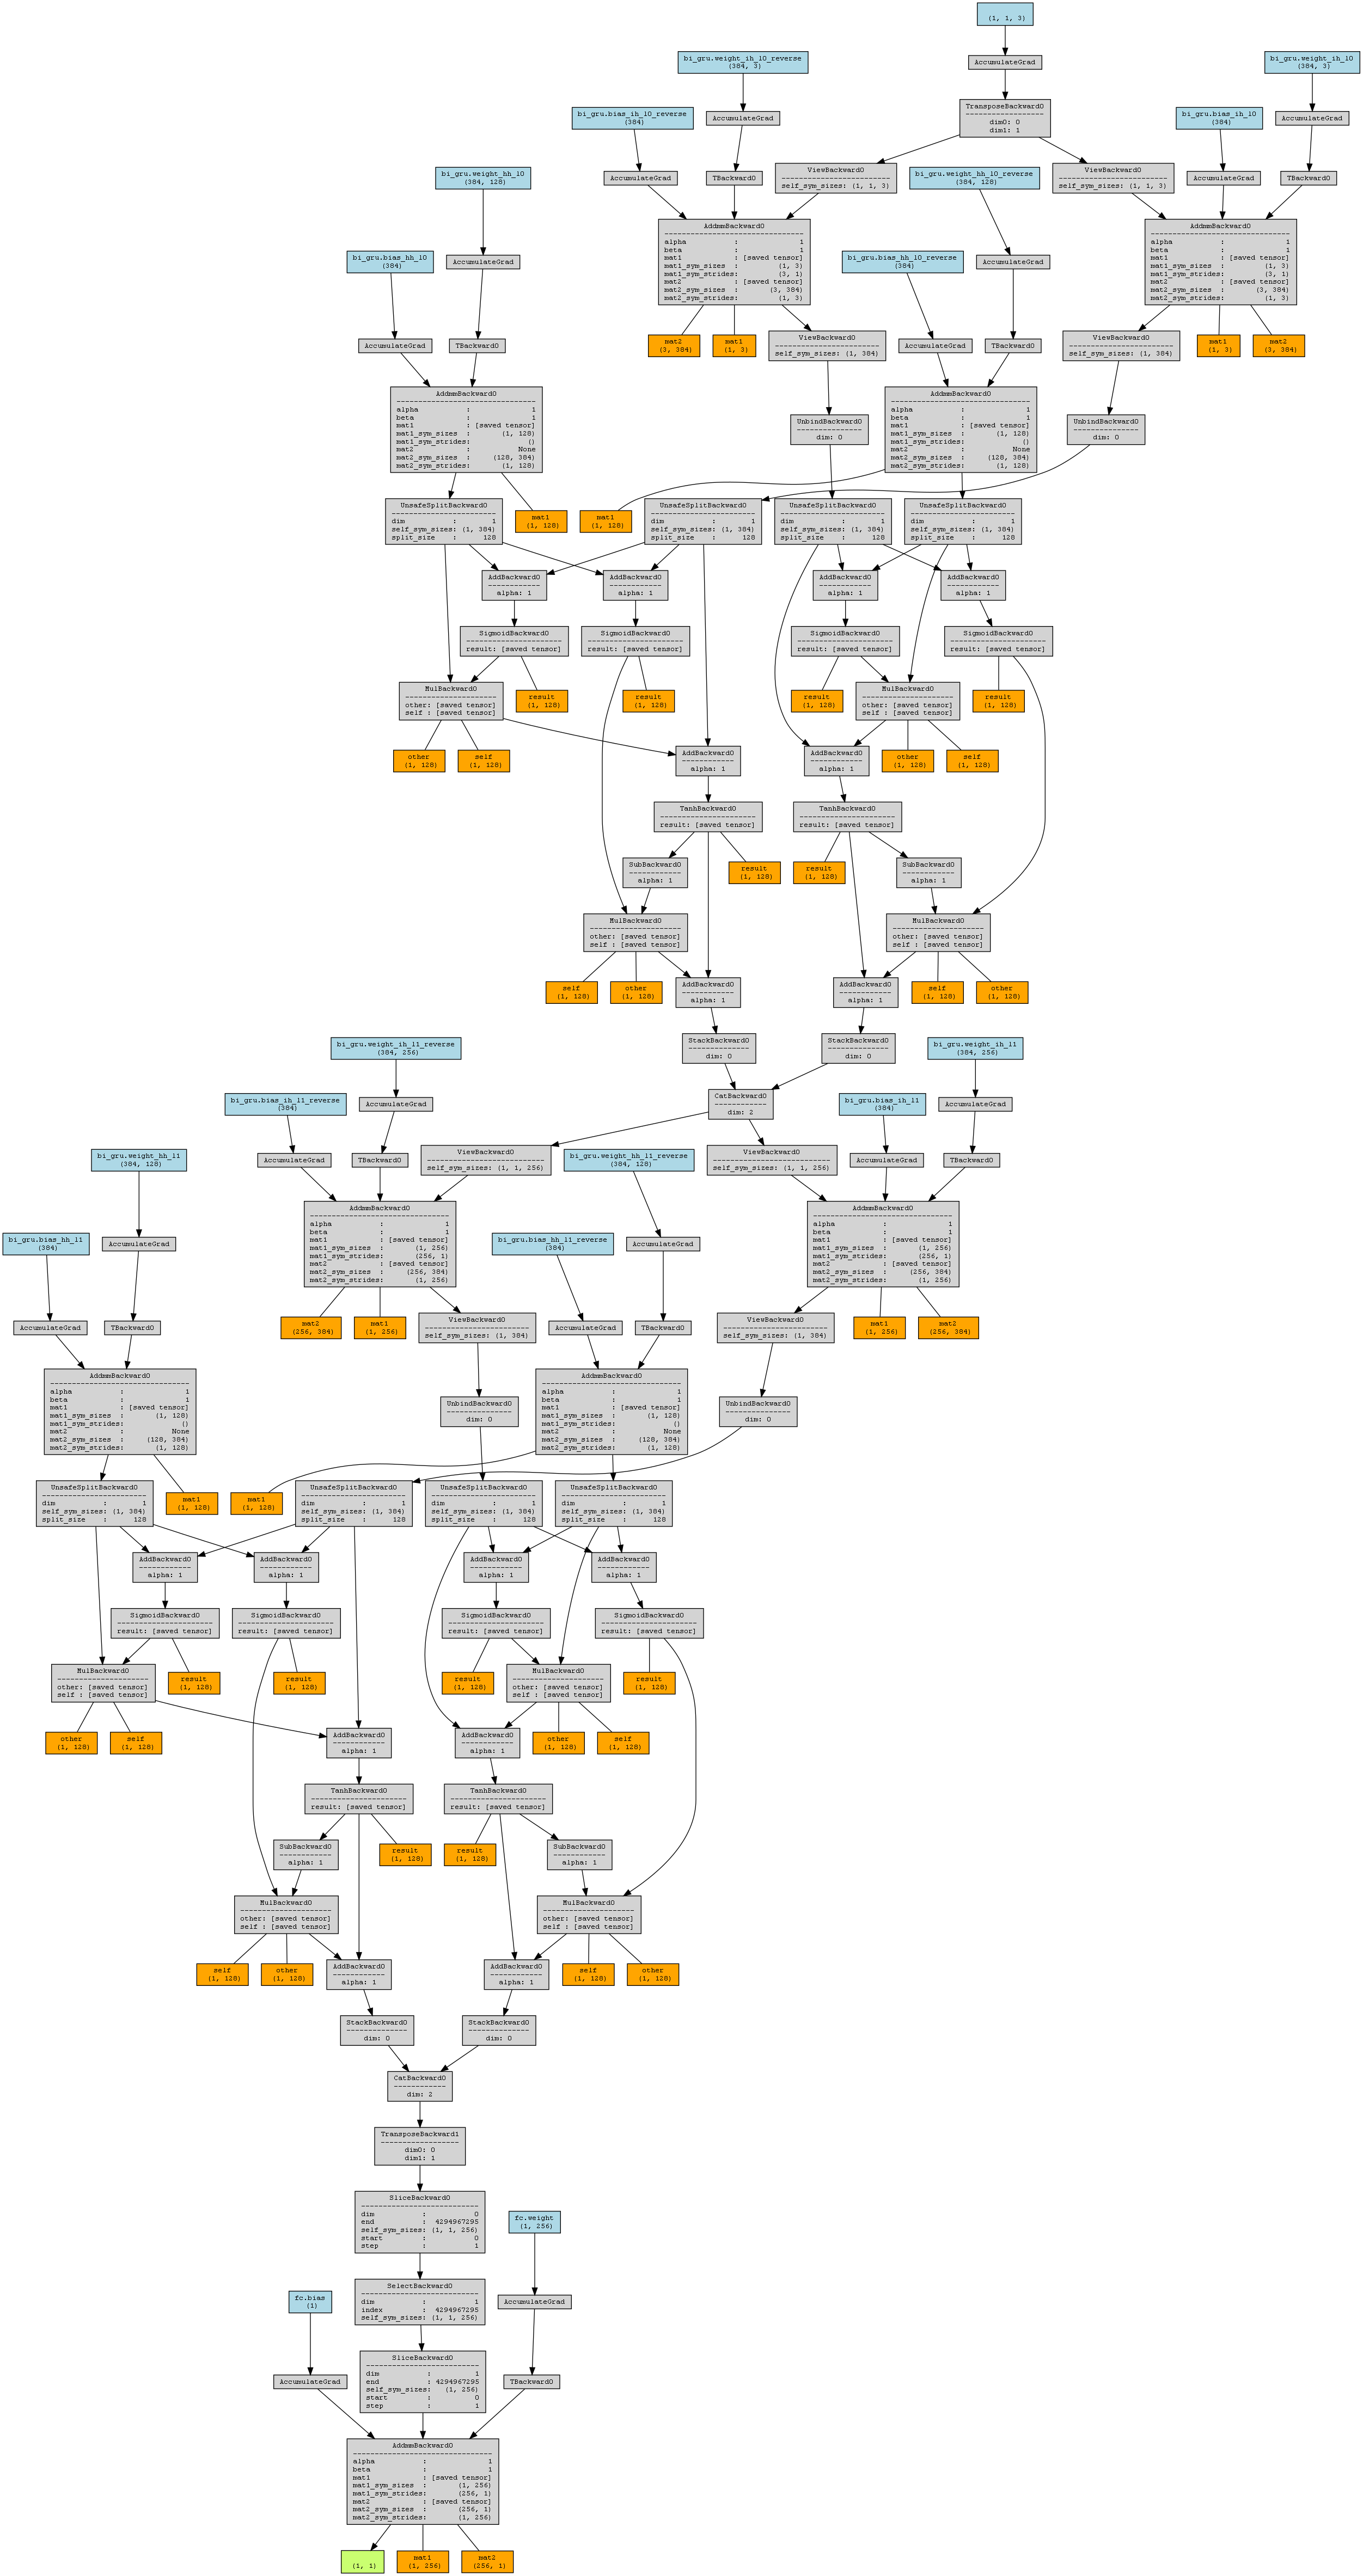 (1, 1, 3)
bi_gru.weight_ih_l0_reverse
(384, 3)
AccumulateGrad
bi_gru.weight_ih_l0
(384, 3)
TransposeBackward0
------------------
dim0: 0
dim1: 1
bi_gru.bias_ih_l0_reverse
(384)
AccumulateGrad
bi_gru.bias_ih_l0
(384)
AccumulateGrad
bi_gru.weight_hh_l0
(384, 128)
AccumulateGrad
TBackward0
ViewBackward0
------------------------
self_sym_sizes: (1, 1, 3)
bi_gru.weight_hh_l0_reverse
(384, 128)
ViewBackward0
------------------------
self_sym_sizes: (1, 1, 3)
AccumulateGrad
TBackward0
bi_gru.bias_hh_l0
(384)
AccumulateGrad
AddmmBackward0
--------------------------------
alpha : 1
beta : 1
mat1 : [saved tensor]
mat1_sym_sizes : (1, 3)
mat1_sym_strides: (3, 1)
mat2 : [saved tensor]
mat2_sym_sizes : (3, 384)
mat2_sym_strides: (1, 3)
bi_gru.bias_hh_l0_reverse
(384)
AccumulateGrad
AddmmBackward0
--------------------------------
alpha : 1
beta : 1
mat1 : [saved tensor]
mat1_sym_sizes : (1, 3)
mat1_sym_strides: (3, 1)
mat2 : [saved tensor]
mat2_sym_sizes : (3, 384)
mat2_sym_strides: (1, 3)
AccumulateGrad
TBackward0
mat2
(3, 384)
mat1
(1, 3)
ViewBackward0
------------------------
self_sym_sizes: (1, 384)
AccumulateGrad
TBackward0
ViewBackward0
------------------------
self_sym_sizes: (1, 384)
mat1
(1, 3)
mat2
(3, 384)
AddmmBackward0
--------------------------------
alpha : 1
beta : 1
mat1 : [saved tensor]
mat1_sym_sizes : (1, 128)
mat1_sym_strides: ()
mat2 : None
mat2_sym_sizes : (128, 384)
mat2_sym_strides: (1, 128)
UnbindBackward0
---------------
dim: 0
AddmmBackward0
--------------------------------
alpha : 1
beta : 1
mat1 : [saved tensor]
mat1_sym_sizes : (1, 128)
mat1_sym_strides: ()
mat2 : None
mat2_sym_sizes : (128, 384)
mat2_sym_strides: (1, 128)
UnbindBackward0
---------------
dim: 0
UnsafeSplitBackward0
------------------------
dim : 1
self_sym_sizes: (1, 384)
split_size : 128
mat1
(1, 128)
mat1
(1, 128)
UnsafeSplitBackward0
------------------------
dim : 1
self_sym_sizes: (1, 384)
split_size : 128
UnsafeSplitBackward0
------------------------
dim : 1
self_sym_sizes: (1, 384)
split_size : 128
UnsafeSplitBackward0
------------------------
dim : 1
self_sym_sizes: (1, 384)
split_size : 128
AddBackward0
------------
alpha: 1
AddBackward0
------------
alpha: 1
AddBackward0
------------
alpha: 1
AddBackward0
------------
alpha: 1
SigmoidBackward0
----------------------
result: [saved tensor]
SigmoidBackward0
----------------------
result: [saved tensor]
SigmoidBackward0
----------------------
result: [saved tensor]
SigmoidBackward0
----------------------
result: [saved tensor]
MulBackward0
---------------------
other: [saved tensor]
self : [saved tensor]
result
(1, 128)
result
(1, 128)
result
(1, 128)
MulBackward0
---------------------
other: [saved tensor]
self : [saved tensor]
result
(1, 128)
other
(1, 128)
self
(1, 128)
AddBackward0
------------
alpha: 1
AddBackward0
------------
alpha: 1
other
(1, 128)
self
(1, 128)
TanhBackward0
----------------------
result: [saved tensor]
TanhBackward0
----------------------
result: [saved tensor]
SubBackward0
------------
alpha: 1
result
(1, 128)
result
(1, 128)
SubBackward0
------------
alpha: 1
MulBackward0
---------------------
other: [saved tensor]
self : [saved tensor]
MulBackward0
---------------------
other: [saved tensor]
self : [saved tensor]
self
(1, 128)
other
(1, 128)
AddBackward0
------------
alpha: 1
AddBackward0
------------
alpha: 1
self
(1, 128)
other
(1, 128)
bi_gru.weight_ih_l1_reverse
(384, 256)
StackBackward0
--------------
dim: 0
StackBackward0
--------------
dim: 0
bi_gru.weight_ih_l1
(384, 256)
bi_gru.bias_ih_l1_reverse
(384)
AccumulateGrad
CatBackward0
------------
dim: 2
bi_gru.bias_ih_l1
(384)
AccumulateGrad
bi_gru.weight_hh_l1
(384, 128)
AccumulateGrad
TBackward0
ViewBackward0
---------------------------
self_sym_sizes: (1, 1, 256)
bi_gru.weight_hh_l1_reverse
(384, 128)
ViewBackward0
---------------------------
self_sym_sizes: (1, 1, 256)
AccumulateGrad
TBackward0
bi_gru.bias_hh_l1
(384)
AccumulateGrad
AddmmBackward0
--------------------------------
alpha : 1
beta : 1
mat1 : [saved tensor]
mat1_sym_sizes : (1, 256)
mat1_sym_strides: (256, 1)
mat2 : [saved tensor]
mat2_sym_sizes : (256, 384)
mat2_sym_strides: (1, 256)
bi_gru.bias_hh_l1_reverse
(384)
AccumulateGrad
AddmmBackward0
--------------------------------
alpha : 1
beta : 1
mat1 : [saved tensor]
mat1_sym_sizes : (1, 256)
mat1_sym_strides: (256, 1)
mat2 : [saved tensor]
mat2_sym_sizes : (256, 384)
mat2_sym_strides: (1, 256)
AccumulateGrad
TBackward0
mat2
(256, 384)
mat1
(1, 256)
ViewBackward0
------------------------
self_sym_sizes: (1, 384)
AccumulateGrad
TBackward0
ViewBackward0
------------------------
self_sym_sizes: (1, 384)
mat1
(1, 256)
mat2
(256, 384)
AddmmBackward0
--------------------------------
alpha : 1
beta : 1
mat1 : [saved tensor]
mat1_sym_sizes : (1, 128)
mat1_sym_strides: ()
mat2 : None
mat2_sym_sizes : (128, 384)
mat2_sym_strides: (1, 128)
UnbindBackward0
---------------
dim: 0
AddmmBackward0
--------------------------------
alpha : 1
beta : 1
mat1 : [saved tensor]
mat1_sym_sizes : (1, 128)
mat1_sym_strides: ()
mat2 : None
mat2_sym_sizes : (128, 384)
mat2_sym_strides: (1, 128)
UnbindBackward0
---------------
dim: 0
UnsafeSplitBackward0
------------------------
dim : 1
self_sym_sizes: (1, 384)
split_size : 128
mat1
(1, 128)
mat1
(1, 128)
UnsafeSplitBackward0
------------------------
dim : 1
self_sym_sizes: (1, 384)
split_size : 128
UnsafeSplitBackward0
------------------------
dim : 1
self_sym_sizes: (1, 384)
split_size : 128
UnsafeSplitBackward0
------------------------
dim : 1
self_sym_sizes: (1, 384)
split_size : 128
AddBackward0
------------
alpha: 1
AddBackward0
------------
alpha: 1
AddBackward0
------------
alpha: 1
AddBackward0
------------
alpha: 1
SigmoidBackward0
----------------------
result: [saved tensor]
SigmoidBackward0
----------------------
result: [saved tensor]
SigmoidBackward0
----------------------
result: [saved tensor]
SigmoidBackward0
----------------------
result: [saved tensor]
MulBackward0
---------------------
other: [saved tensor]
self : [saved tensor]
result
(1, 128)
result
(1, 128)
result
(1, 128)
MulBackward0
---------------------
other: [saved tensor]
self : [saved tensor]
result
(1, 128)
other
(1, 128)
self
(1, 128)
AddBackward0
------------
alpha: 1
AddBackward0
------------
alpha: 1
other
(1, 128)
self
(1, 128)
TanhBackward0
----------------------
result: [saved tensor]
TanhBackward0
----------------------
result: [saved tensor]
SubBackward0
------------
alpha: 1
result
(1, 128)
result
(1, 128)
SubBackward0
------------
alpha: 1
MulBackward0
---------------------
other: [saved tensor]
self : [saved tensor]
MulBackward0
---------------------
other: [saved tensor]
self : [saved tensor]
self
(1, 128)
other
(1, 128)
AddBackward0
------------
alpha: 1
AddBackward0
------------
alpha: 1
self
(1, 128)
other
(1, 128)
StackBackward0
--------------
dim: 0
StackBackward0
--------------
dim: 0
CatBackward0
------------
dim: 2
TransposeBackward1
------------------
dim0: 0
dim1: 1
SliceBackward0
---------------------------
dim : 0
end : 4294967295
self_sym_sizes: (1, 1, 256)
start : 0
step : 1
fc.weight
(1, 256)
SelectBackward0
---------------------------
dim : 1
index : 4294967295
self_sym_sizes: (1, 1, 256)
fc.bias
(1)
AccumulateGrad
SliceBackward0
--------------------------
dim : 1
end : 4294967295
self_sym_sizes: (1, 256)
start : 0
step : 1
AccumulateGrad
TBackward0
AddmmBackward0
--------------------------------
alpha : 1
beta : 1
mat1 : [saved tensor]
mat1_sym_sizes : (1, 256)
mat1_sym_strides: (256, 1)
mat2 : [saved tensor]
mat2_sym_sizes : (256, 1)
mat2_sym_strides: (1, 256)
(1, 1)
mat1
(1, 256)
mat2
(256, 1)